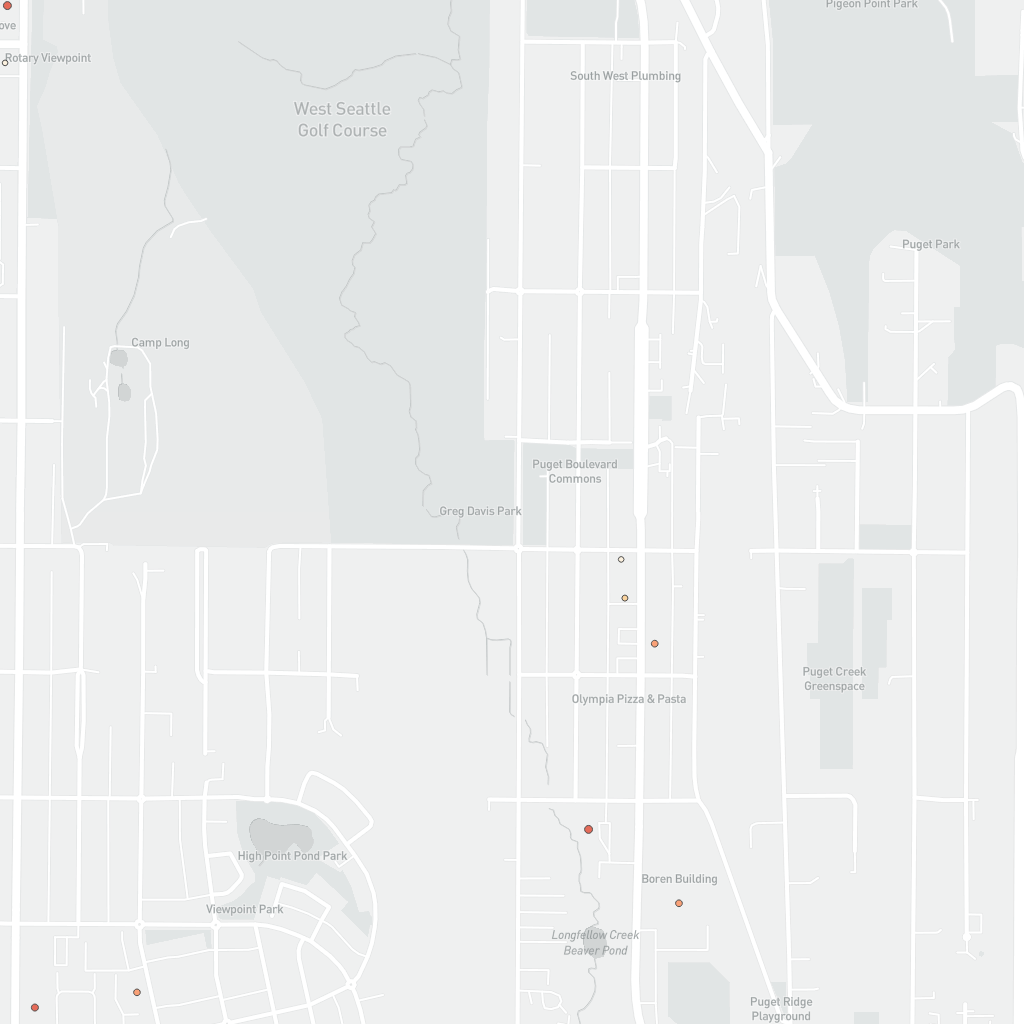 Pigeon Point Park
ove
Rotary Viewpoint
South West Plumbing
West Seattle
Golf Course
Puget Park
Camp Long
Puget Boulevard
Commons
Greg Davis Park
Puget Creek
Greenspace
Olympia Pizza & Pasta
High Point Pond Park
Boren Building
Viewpoint Park
Longfellow Creek
Beaver Pond
Puget Ridge
Playground